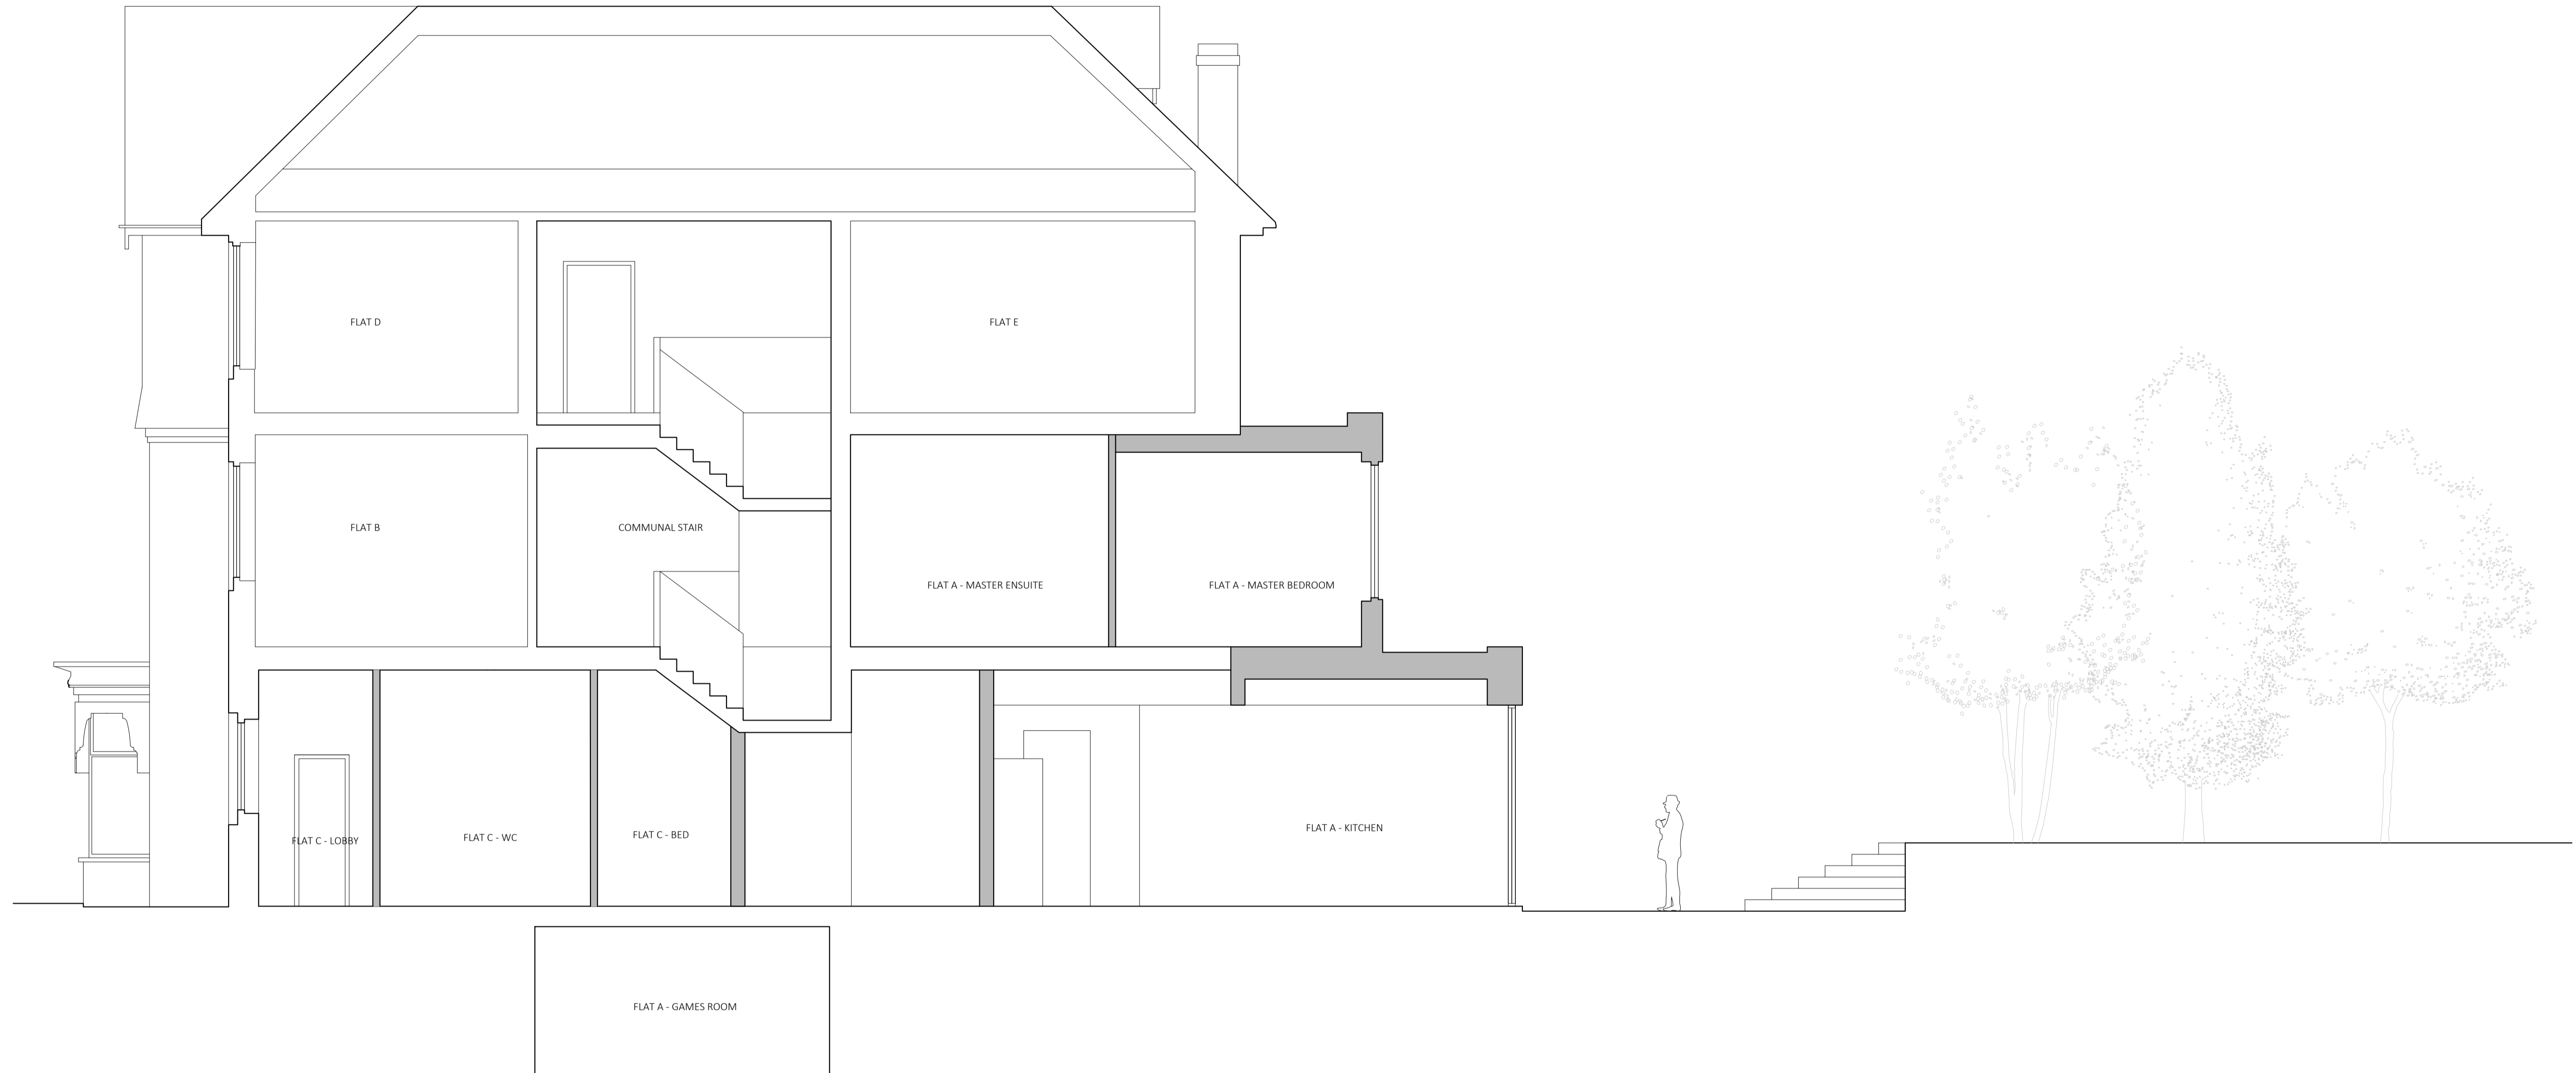 FLAT D
FLAT E
FLAT B
COMMUNAL STAIR
FLAT A - MASTER ENSUITE
FLAT A - MASTER BEDROOM
FLAT C - LOBBY
FLAT C - WC
FLAT C - BED
FLAT A - KITCHEN
FLAT A - GAMES ROOM